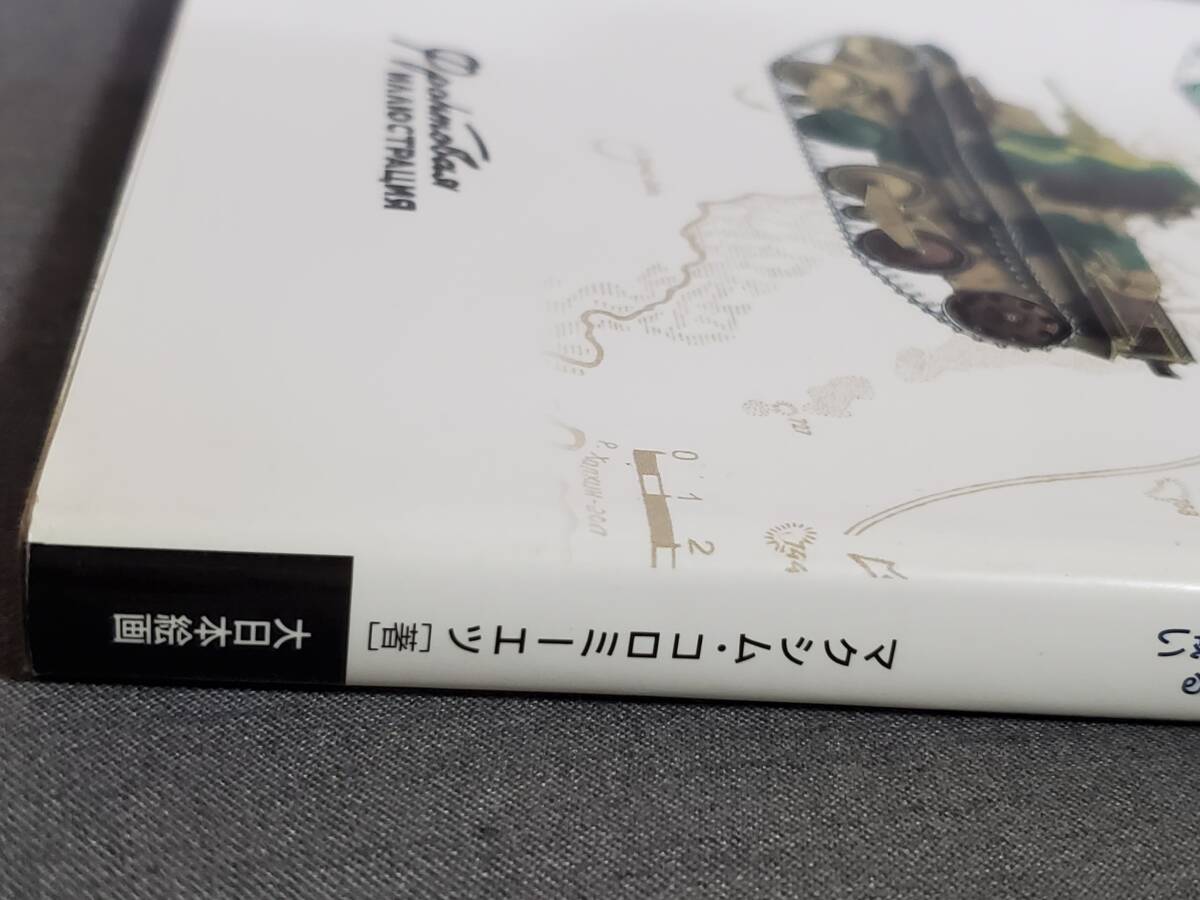 Фронтовая
ИЛЛЮСТРАЦИЯ
р. Халхин-гол
0 1 2
744
マクシム・コロミーエツ［著］
大日本絵画